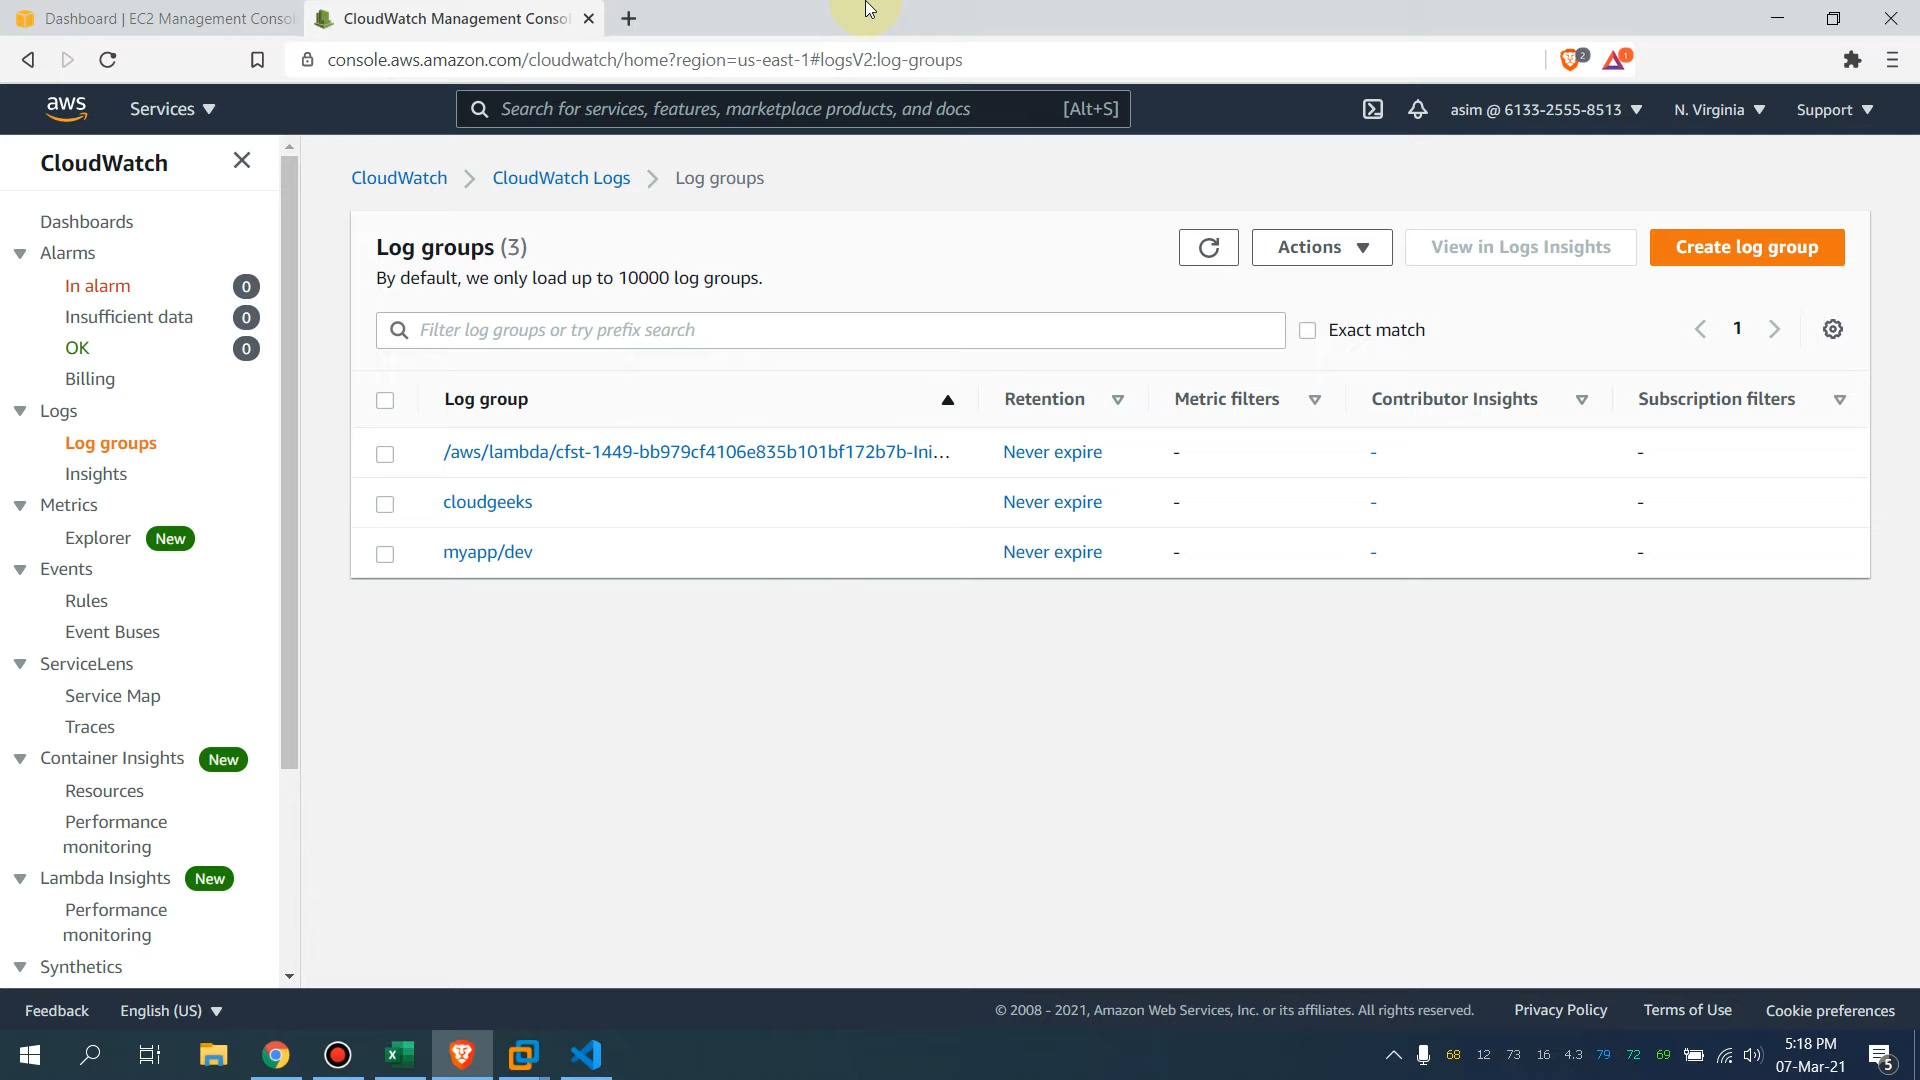 Dashboard | EC2 Management Consol
CloudWatch Management Consol
console.aws.amazon.com/cloudwatch/home?region=us-east-1#logsV2:log-groups
2
1
aws
Services
Search for services, features, marketplace products, and docs
[Alt+S]
asim @ 6133-2555-8513
N. Virginia
Support
CloudWatch
Dashboards
Alarms
In alarm 0
Insufficient data 0
OK 0
Billing
Logs
Log groups
Insights
Metrics
Explorer New
Events
Rules
Event Buses
ServiceLens
Service Map
Traces
Container Insights New
Resources
Performance
monitoring
Lambda Insights New
Performance
monitoring
Synthetics
CloudWatch
CloudWatch Logs
Log groups
Log groups (3)
By default, we only load up to 10000 log groups.
Actions
View in Logs Insights
Create log group
Filter log groups or try prefix search
Exact match
1
Log group Retention Metric filters Contributor Insights Subscription filters
/aws/lambda/cfst-1449-bb979cf4106e835b101bf172b7b-Ini... Never expire - - -
cloudgeeks Never expire - - -
myapp/dev Never expire - - -
Feedback
English (US)
© 2008 - 2021, Amazon Web Services, Inc. or its affiliates. All rights reserved.
Privacy Policy
Terms of Use
Cookie preferences
68 12 73 16 4.3 79 72 69
5:18 PM
07-Mar-21
5